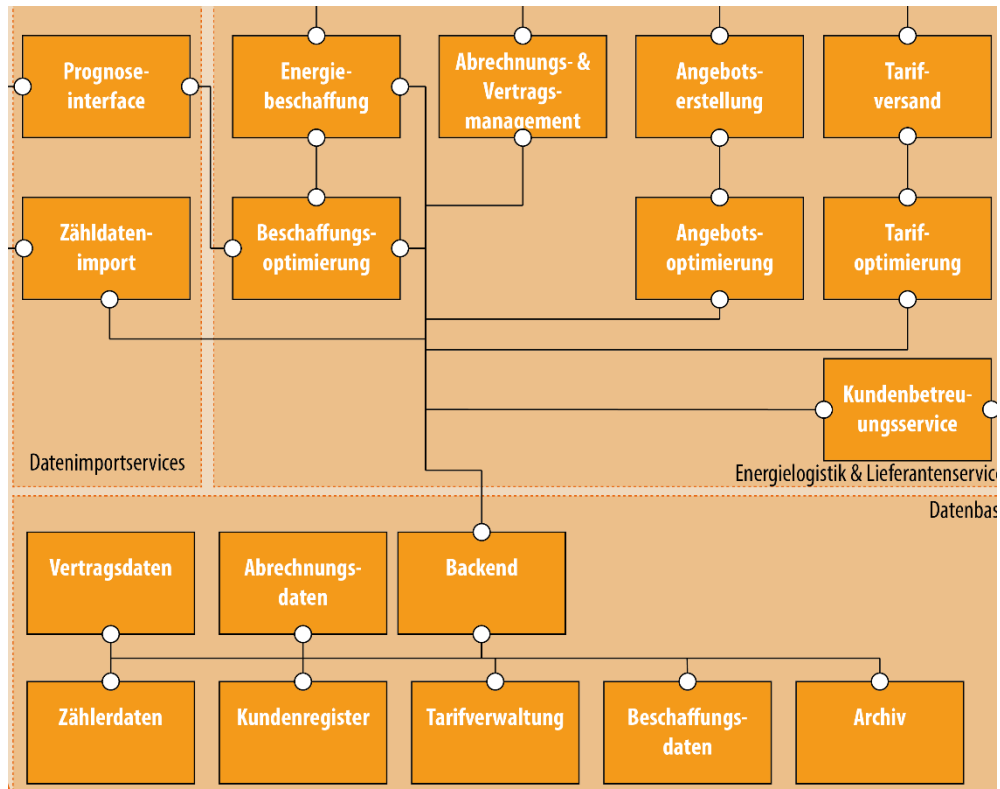 Prognose-
interface
Energie-
beschaffung
Abrechnungs- &
Vertrags-
management
Angebots-
erstellung
Tarif-
versand
Zähldaten-
import
Beschaffungs-
optimierung
Angebots-
optimierung
Tarif-
optimierung
Kundenbetreu-
ungsservice
Datenimportservices
Energielogistik & Lieferantenservice
Datenbas
Vertragsdaten
Abrechnungs-
daten
Backend
Zählerdaten
Kundenregister
Tarifverwaltung
Beschaffungs-
daten
Archiv